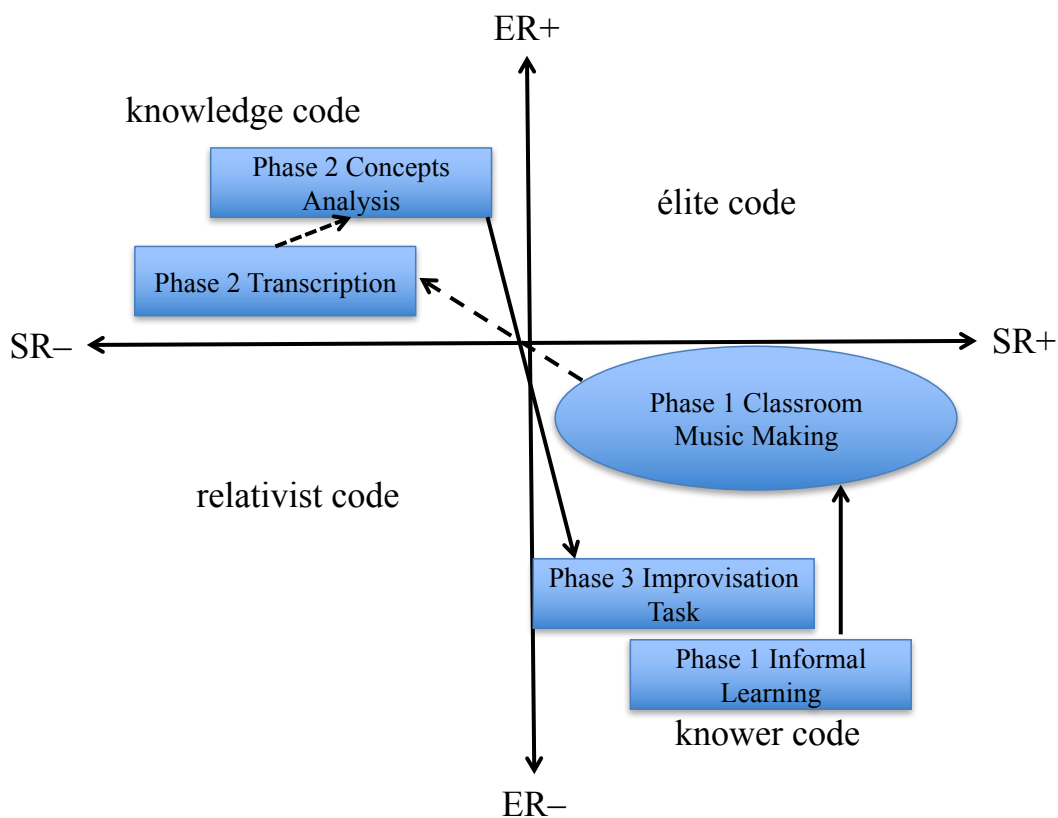 ER+
knowledge code
Phase 2 Concepts
Analysis
élite code
Phase 2 Transcription
SR–
SR+
Phase 1 Classroom
Music Making
relativist code
Phase 3 Improvisation
Task
Phase 1 Informal
Learning
knower code
ER–